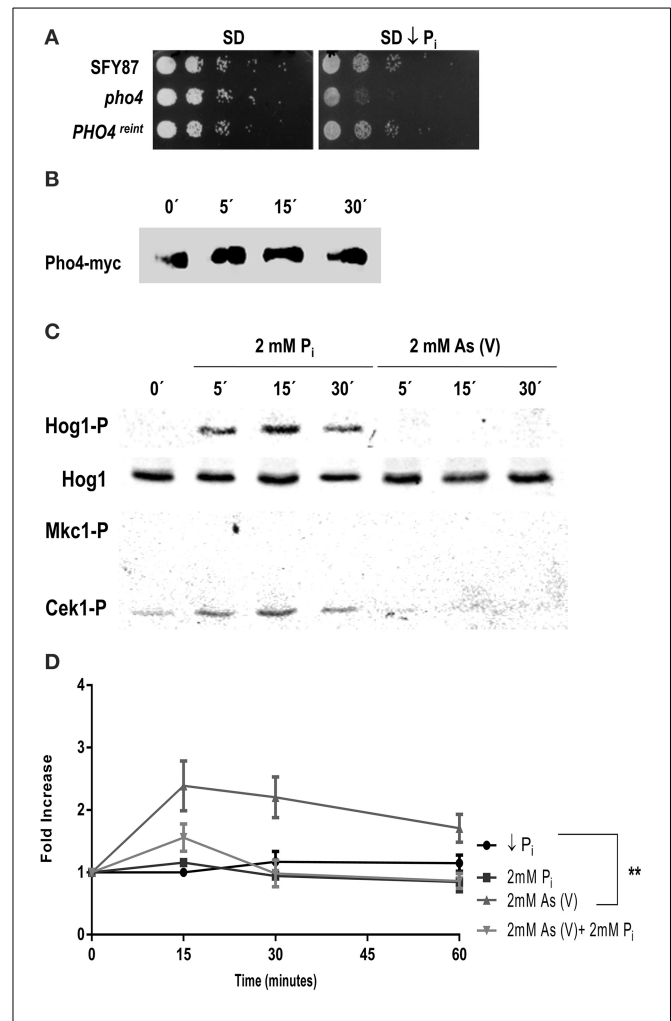 A
SD
SD ↓ Pi
SFY87
pho4
PHO4 reint
B
0´ 5´ 15´ 30´
Pho4-myc
C
2 mM Pi 2 mM As (V)
0´ 5´ 15´ 30´ 5´ 15´ 30´
Hog1-P
Hog1
Mkc1-P
Cek1-P
D
4
3
2
1
0
Fold Increase
0 15 30 45 60
Time (minutes)
↓ Pi
2mM Pi
2mM As (V)
2mM As (V)+ 2mM Pi
**